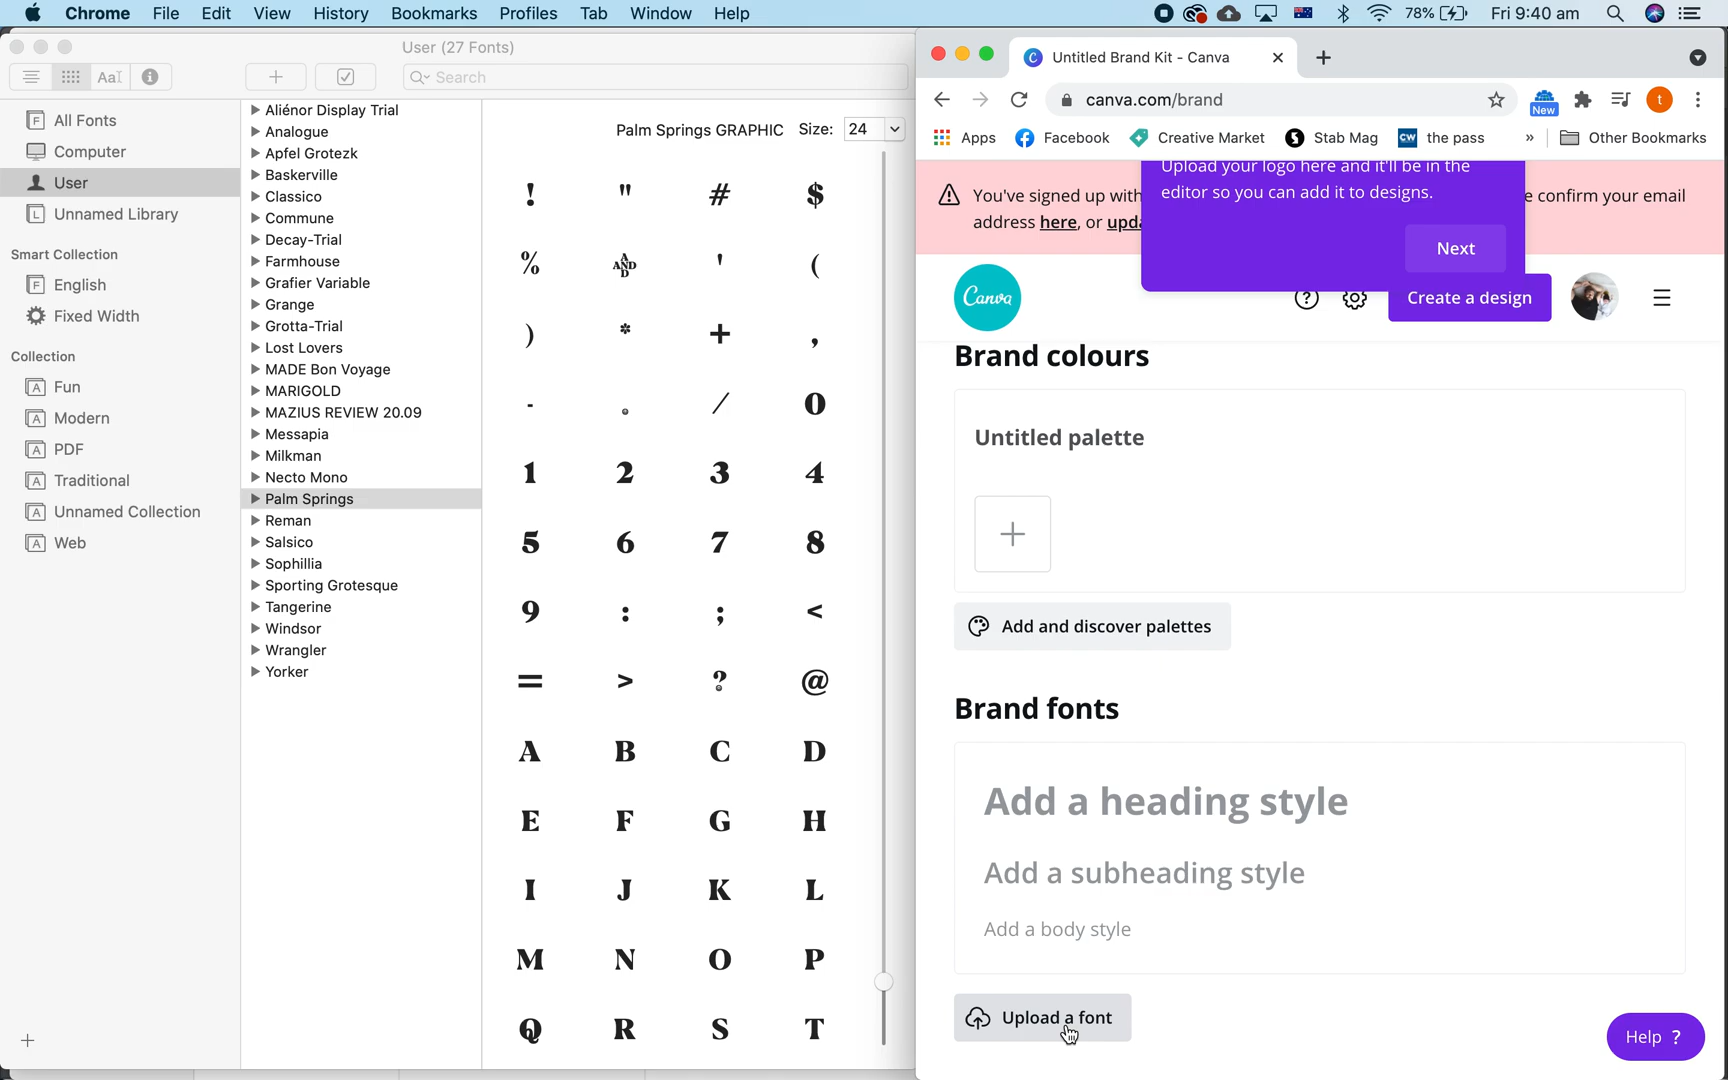 Chrome File Edit View History Bookmarks Profiles Tab Window Help
78% Fri 9:40 am
User (27 Fonts)
Search
All Fonts
Computer
User
Unnamed Library
Smart Collection
English
Fixed Width
Collection
Fun
Modern
PDF
Traditional
Unnamed Collection
Web
Aliénor Display Trial
Analogue
Apfel Grotezk
Baskerville
Classico
Commune
Decay-Trial
Farmhouse
Grafier Variable
Grange
Grotta-Trial
Lost Lovers
MADE Bon Voyage
MARIGOLD
MAZIUS REVIEW 20.09
Messapia
Milkman
Necto Mono
Palm Springs
Reman
Salsico
Sophillia
Sporting Grotesque
Tangerine
Windsor
Wrangler
Yorker
Palm Springs GRAPHIC Size: 24
! " # $
% & ' (
) * + ,
- . / 0
1 2 3 4
5 6 7 8
9 : ; <
= > ? @
A B C D
E F G H
I J K L
M N O P
Q R S T
Untitled Brand Kit - Canva
canva.com/brand
New
t
Apps Facebook Creative Market Stab Mag CW the pass » Other Bookmarks
Upload your logo here and it'll be in the
editor so you can add it to designs.
Next
You've signed up with
e confirm your email
address here, or upda
Canva
Create a design
Brand colours
Untitled palette
Add and discover palettes
Brand fonts
Add a heading style
Add a subheading style
Add a body style
Upload a font
Help ?